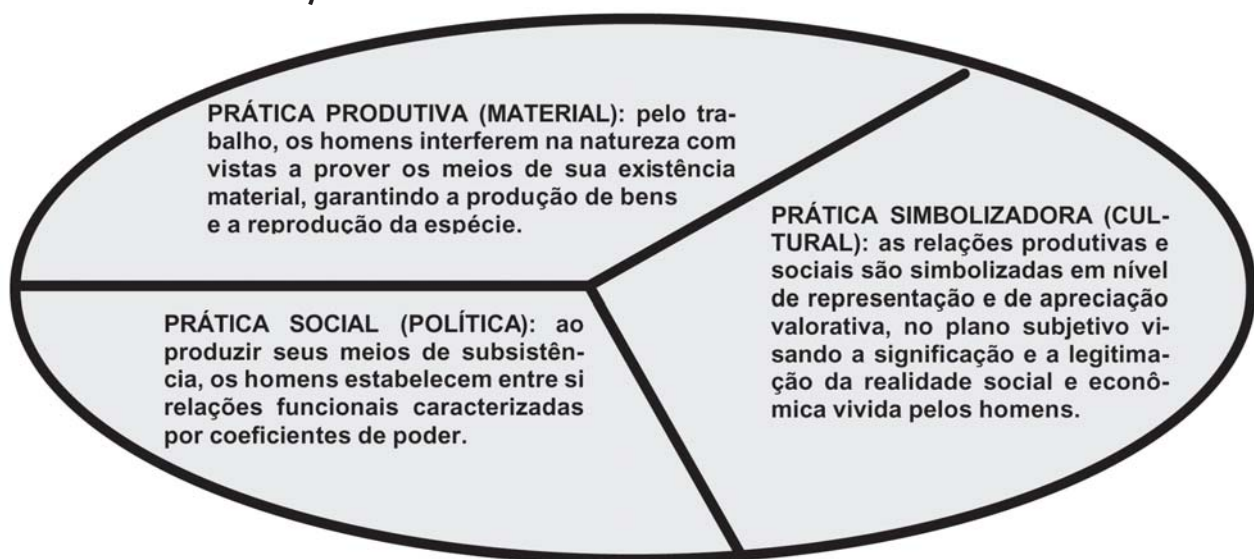 PRÁTICA PRODUTIVA (MATERIAL): pelo tra-
balho, os homens interferem na natureza com
vistas a prover os meios de sua existência
material, garantindo a produção de bens
e a reprodução da espécie.
PRÁTICA SOCIAL (POLÍTICA): ao
produzir seus meios de subsistên-
cia, os homens estabelecem entre si
relações funcionais caracterizadas
por coeficientes de poder.
PRÁTICA SIMBOLIZADORA (CUL-
TURAL): as relações produtivas e
sociais são simbolizadas em nível
de representação e de apreciação
valorativa, no plano subjetivo vi-
sando a significação e a legitima-
ção da realidade social e econô-
mica vivida pelos homens.